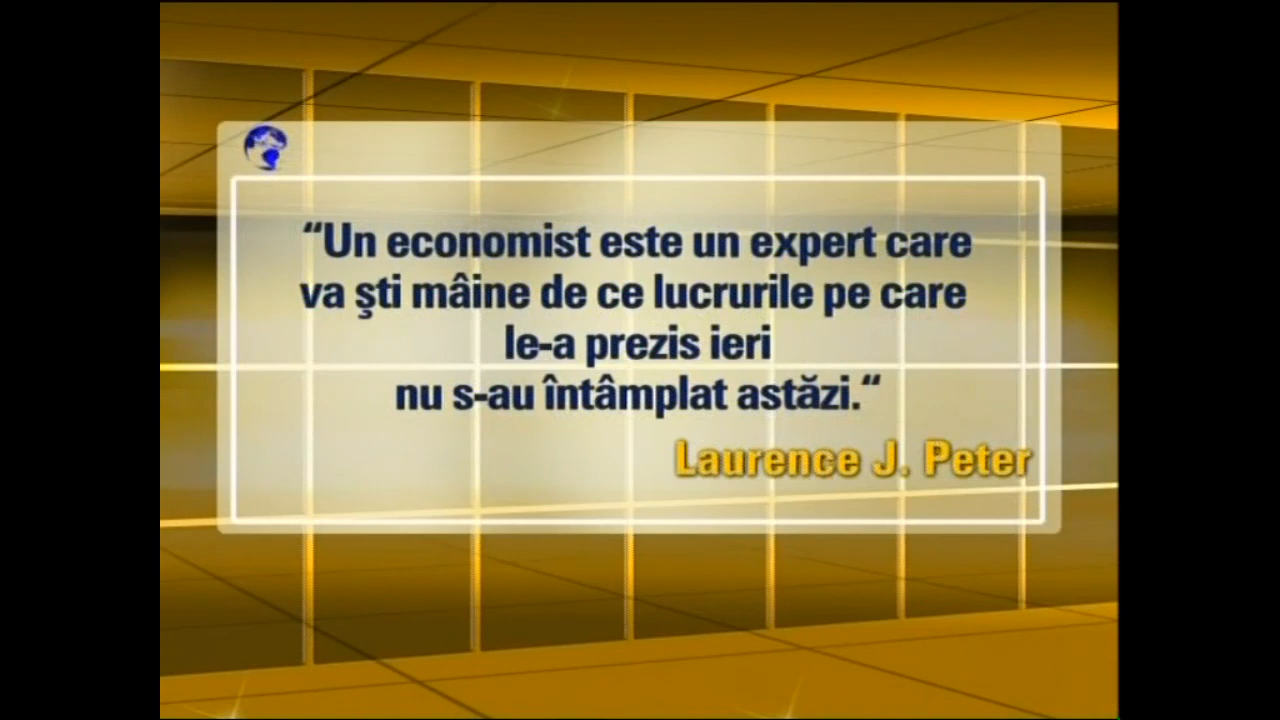 “Un economist este un expert care
va şti mâine de ce lucrurile pe care
le-a prezis ieri
nu s-au întâmplat astăzi.“
Laurence J. Peter